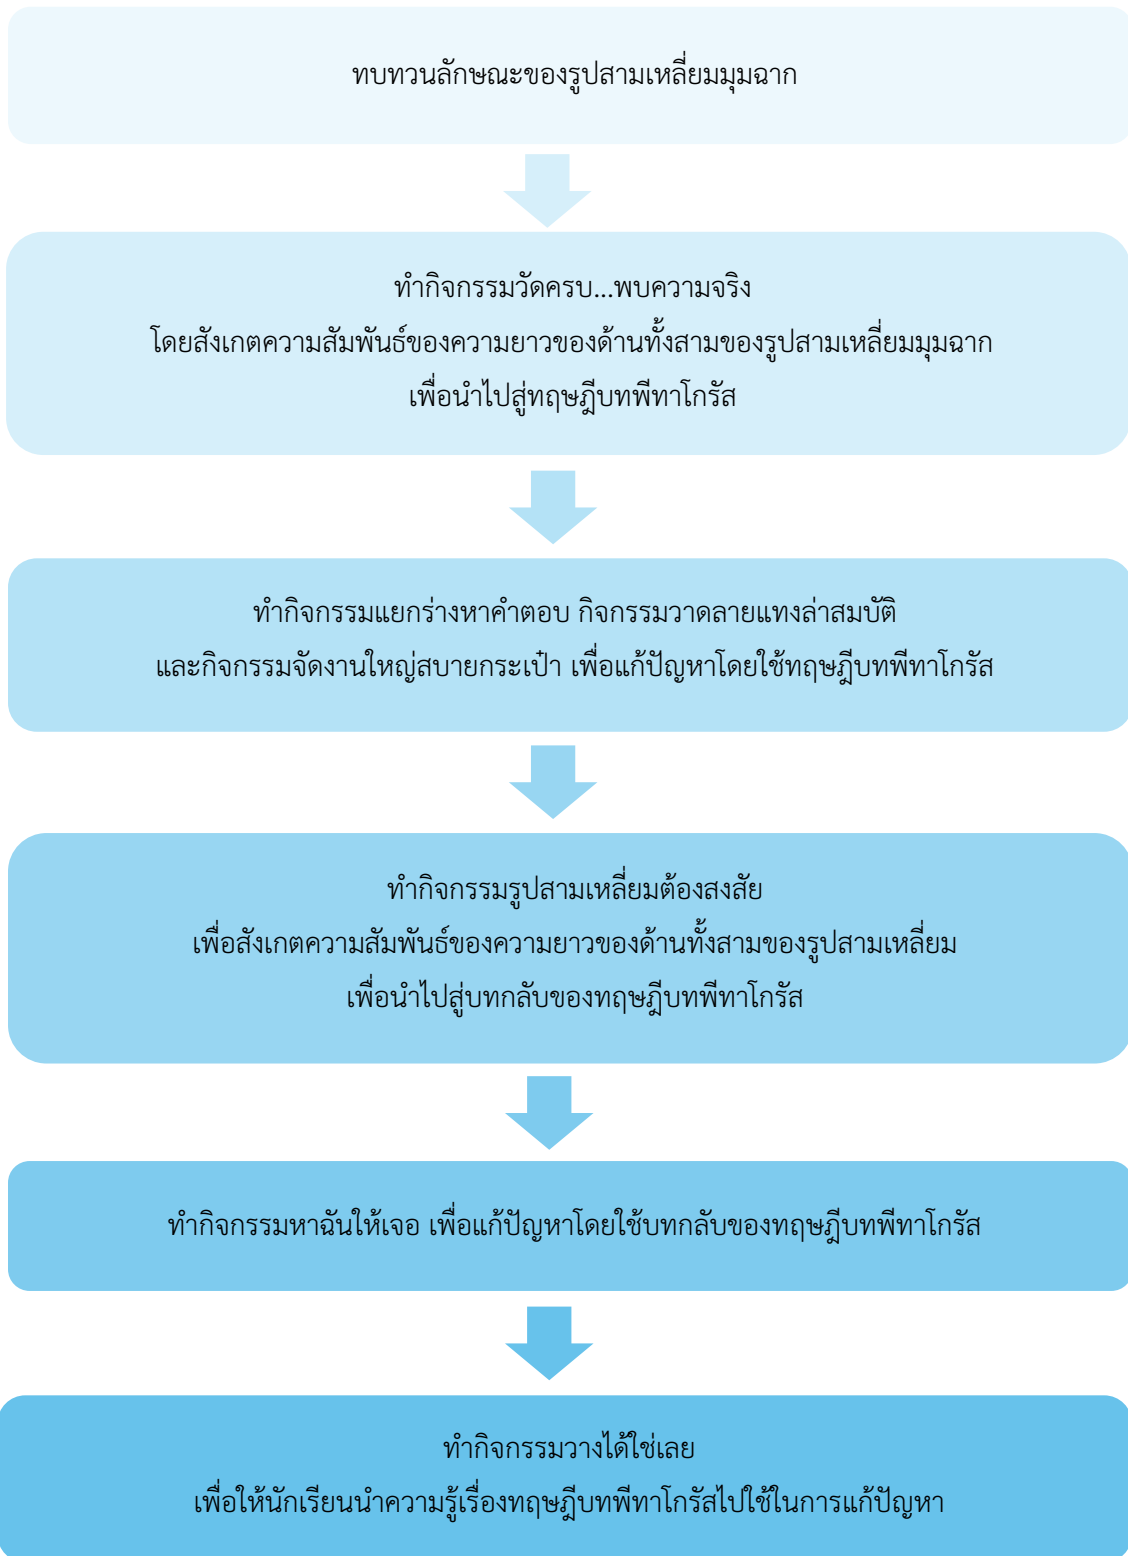 ทบทวนลักษณะของรูปสามเหลี่ยมมุมฉาก
ทำกิจกรรมวัดครบ...พบความจริง
โดยสังเกตความสัมพันธ์ของความยาวของด้านทั้งสามของรูปสามเหลี่ยมมุมฉาก
เพื่อนำไปสู่ทฤษฎีบทพีทาโกรัส
ทำกิจกรรมแยกร่างหาคำตอบ กิจกรรมวาดลายแทงล่าสมบัติ
และกิจกรรมจัดงานใหญ่สบายกระเป๋า เพื่อแก้ปัญหาโดยใช้ทฤษฎีบทพีทาโกรัส
ทำกิจกรรมรูปสามเหลี่ยมต้องสงสัย
เพื่อสังเกตความสัมพันธ์ของความยาวของด้านทั้งสามของรูปสามเหลี่ยม
เพื่อนำไปสู่บทกลับของทฤษฎีบทพีทาโกรัส
ทำกิจกรรมหาฉันให้เจอ เพื่อแก้ปัญหาโดยใช้บทกลับของทฤษฎีบทพีทาโกรัส
ทำกิจกรรมวางได้ใช่เลย
เพื่อให้นักเรียนนำความรู้เรื่องทฤษฎีบทพีทาโกรัสไปใช้ในการแก้ปัญหา